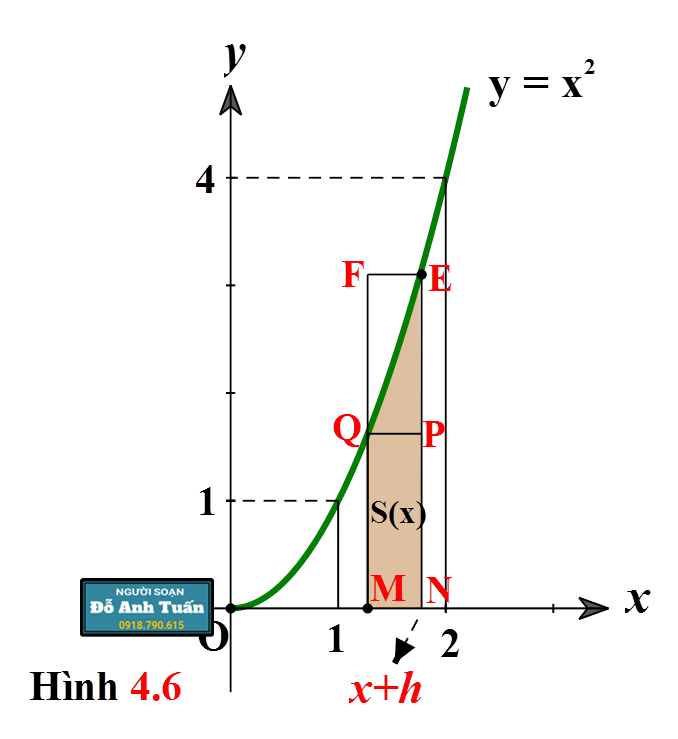 y
y = x²
4
F
E
Q
P
1
S(x)
M
N
NGƯỜI SOẠN
Đỗ Anh Tuấn
0918.790.615
x
O
1
2
Hình 4.6
x+h